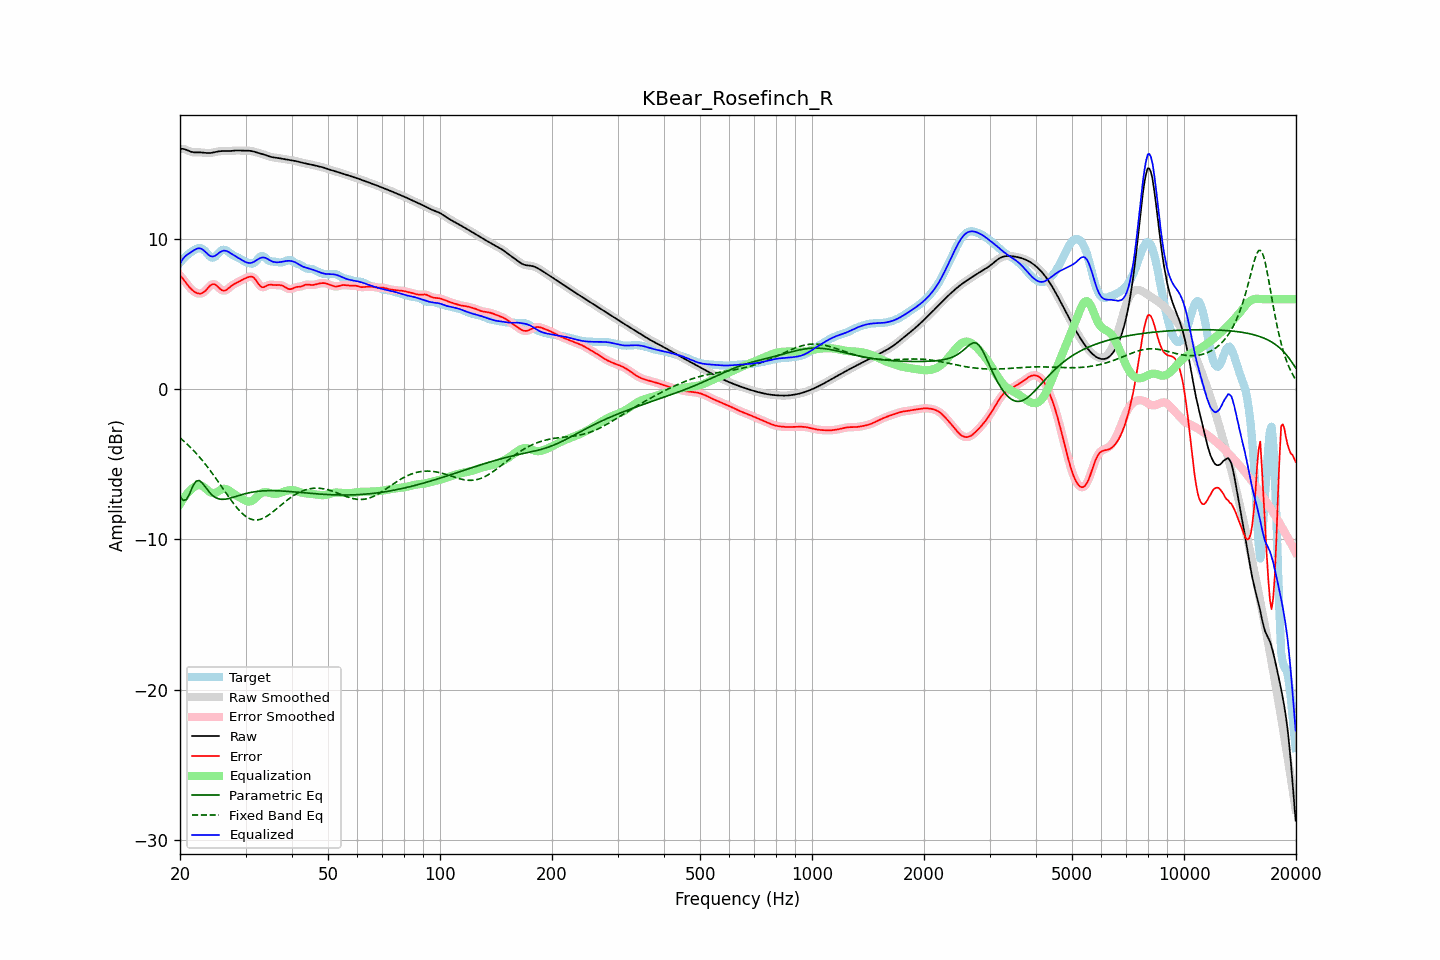 KBear_Rosefinch_R
Amplitude (dBr)
10
0
−10
−20
−30
Target
Raw Smoothed
Error Smoothed
Raw
Error
Equalization
Parametric Eq
Fixed Band Eq
Equalized
20 50 100 200 500 1000 2000 5000 10000 20000
Frequency (Hz)